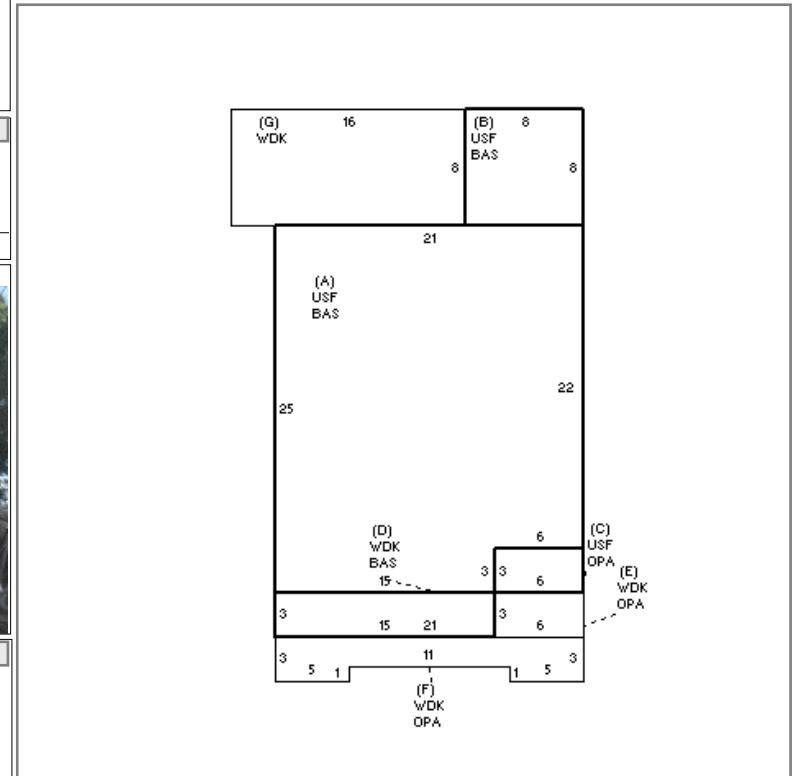 (G) 16 (B) 8
WDK USF
BAS
8 8
21
(A)
USF
BAS
22
25
(D) 6 (C)
WDK USF
BAS 3 3 OPA
15 6 (E)
WDK
OPA
3 3
15 21 6
3 11 3
5 1 1 5
(F)
WDK
OPA